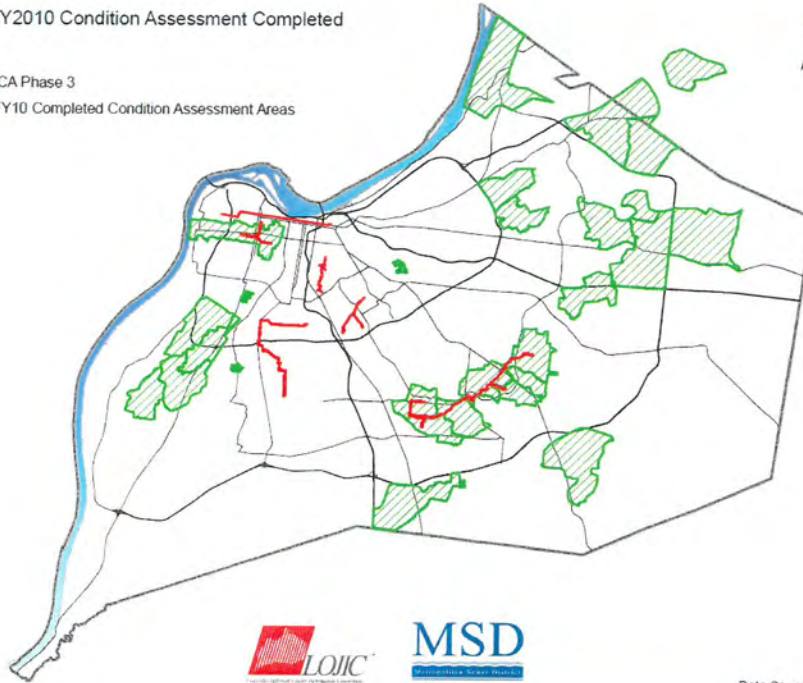 Y2010 Condition Assessment Completed
CA Phase 3
Y10 Completed Condition Assessment Areas
LOJIC
MSD
Metropolitan Sewer District